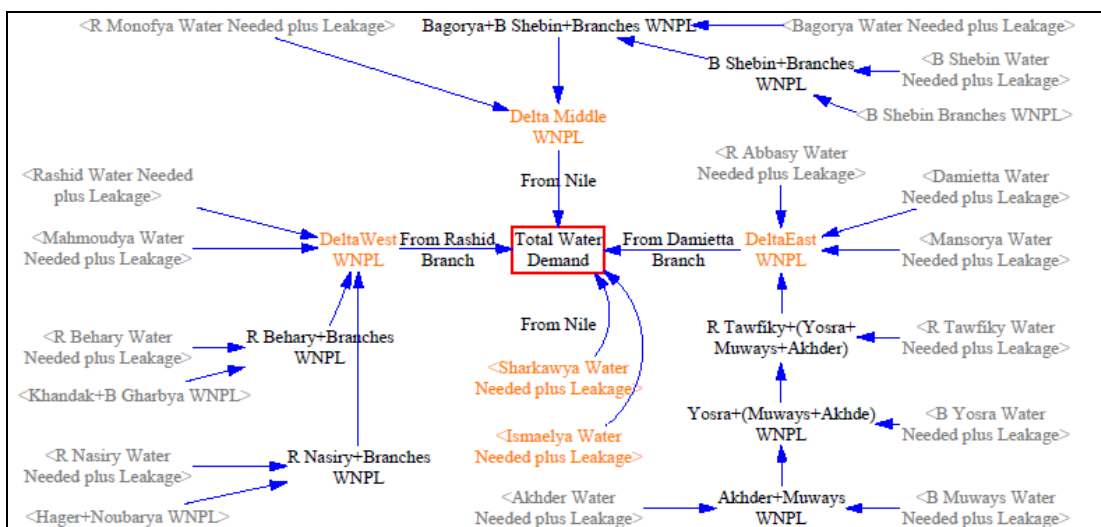 <R Monofya Water Needed plus Leakage>
Bagorya+B Shebin+Branches WNPL
<Bagorya Water Needed plus Leakage>
B Shebin+Branches
WNPL
<B Shebin Water
Needed plus Leakage>
<B Shebin Branches WNPL>
Delta Middle
WNPL
From Nile
<R Abbasy Water
Needed plus Leakage>
<Damietta Water
Needed plus Leakage>
<Rashid Water Needed
plus Leakage>
<Mahmoudya Water
Needed plus Leakage>
DeltaWest
WNPL
From Rashid
Branch
Total Water
Demand
From Damietta
Branch
DeltaEast
WNPL
<Mansorya Water
Needed plus Leakage>
<R Behary Water
Needed plus Leakage>
R Behary+Branches
WNPL
<Khandak+B Gharbya WNPL>
From Nile
<Sharkawya Water
Needed plus Leakage>
R Tawfiky+(Yosra+
Muways+Akhder)
<R Tawfiky Water
Needed plus Leakage>
<Ismaelya Water
Needed plus Leakage>
Yosra+(Muways+Akhde)
WNPL
<B Yosra Water
Needed plus Leakage>
<R Nasiry Water
Needed plus Leakage>
R Nasiry+Branches
WNPL
<Hager+Noubarya WNPL>
<Akhder Water
Needed plus Leakage>
Akhder+Muways
WNPL
<B Muways Water
Needed plus Leakage>